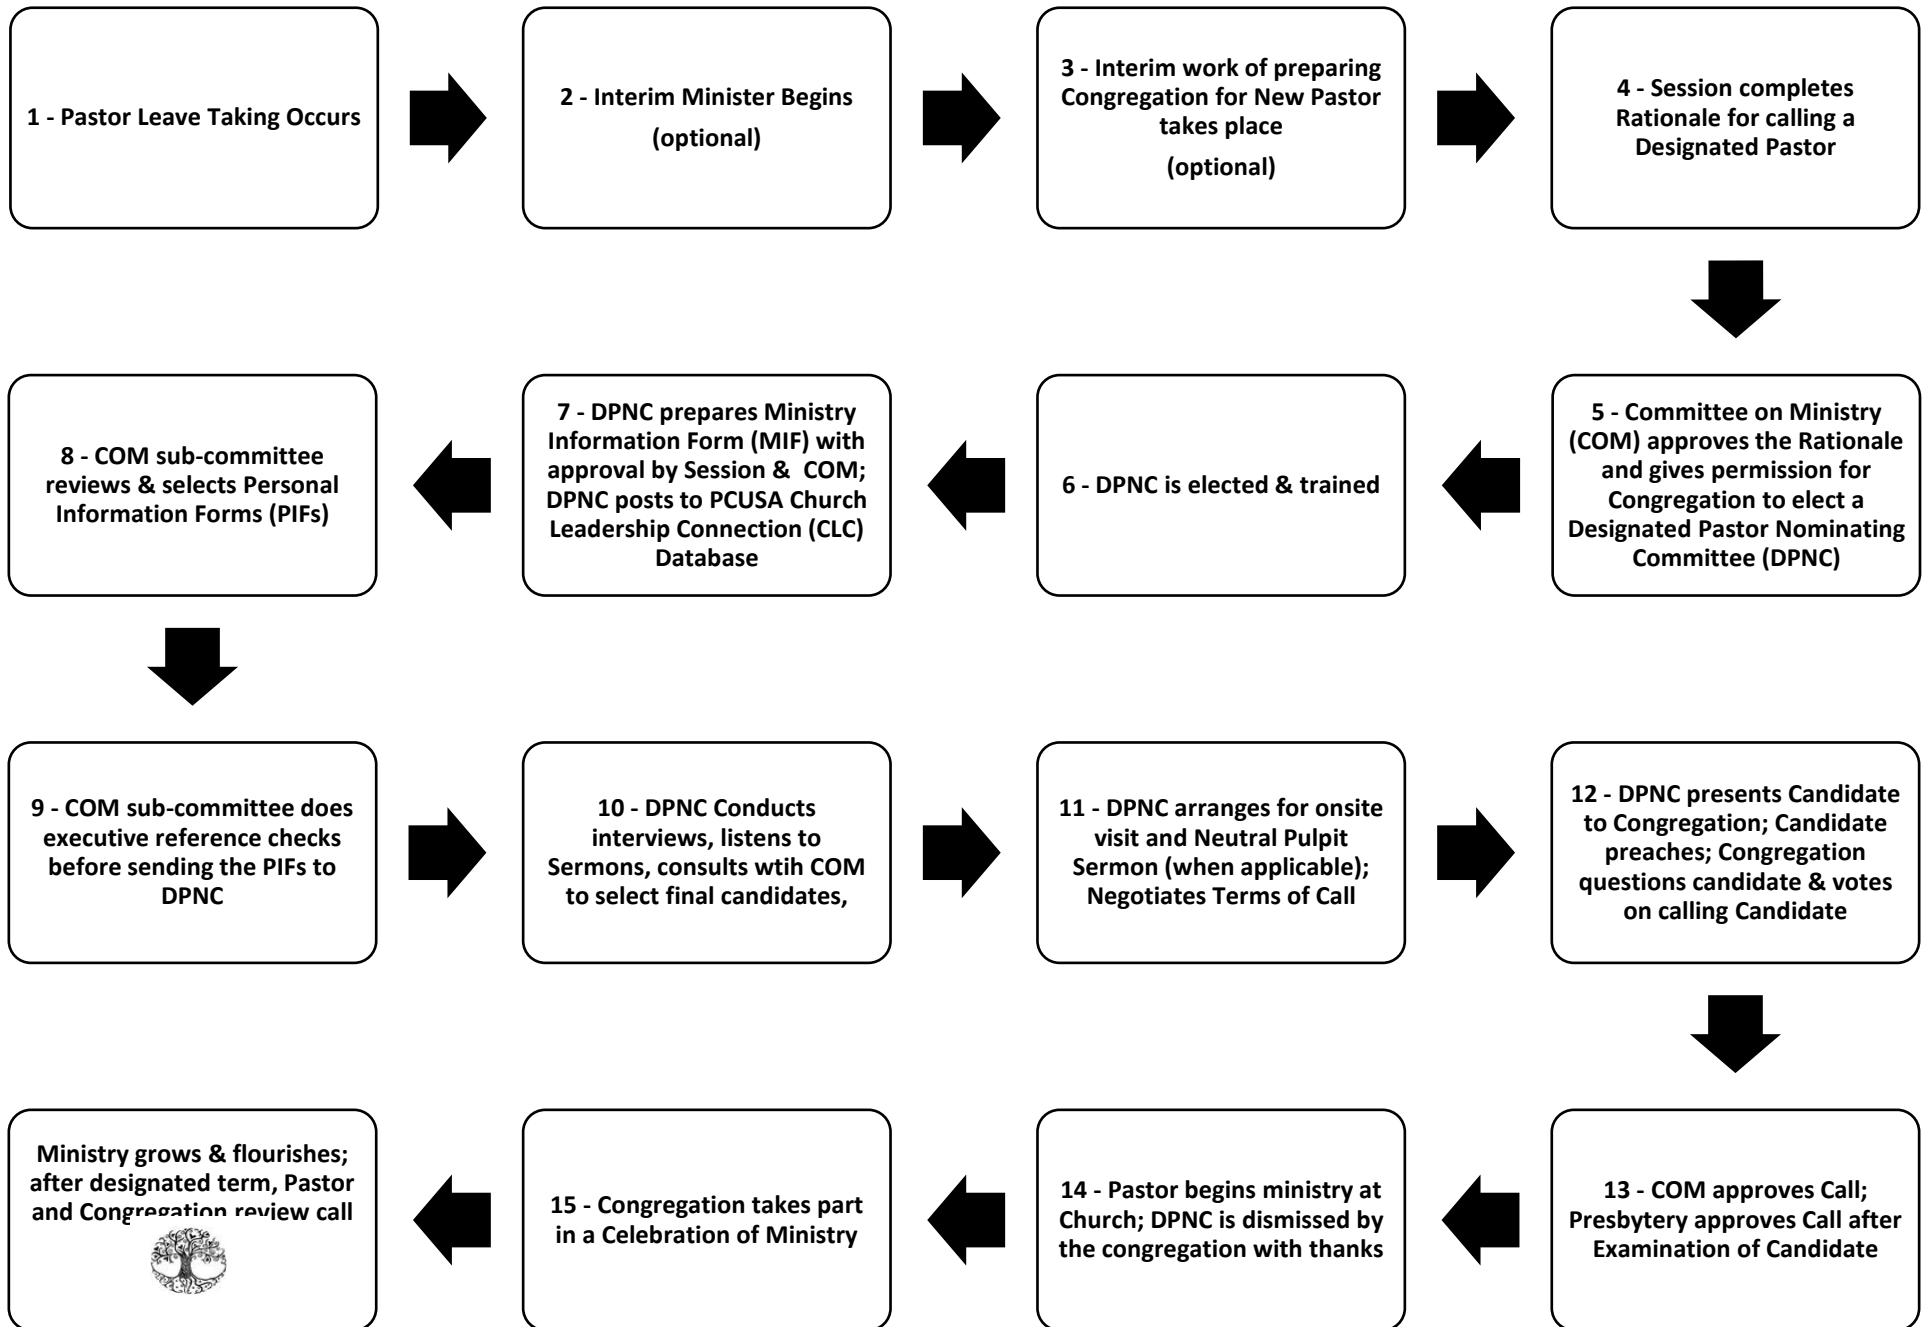 1 - Pastor Leave Taking Occurs
2 - Interim Minister Begins
(optional)
3 - Interim work of preparing
Congregation for New Pastor
takes place
(optional)
4 - Session completes
Rationale for calling a
Designated Pastor
5 - Committee on Ministry
(COM) approves the Rationale
and gives permission for
Congregation to elect a
Designated Pastor Nominating
Committee (DPNC)
6 - DPNC is elected & trained
7 - DPNC prepares Ministry
Information Form (MIF) with
approval by Session &  COM;
DPNC posts to PCUSA Church
Leadership Connection (CLC)
Database
8 - COM sub-committee
reviews & selects Personal
Information Forms (PIFs)
9 - COM sub-committee does
executive reference checks
before sending the PIFs to
DPNC
10 - DPNC Conducts
interviews, listens to
Sermons, consults wtih COM
to select final candidates,
11 - DPNC arranges for onsite
visit and Neutral Pulpit
Sermon (when applicable);
Negotiates Terms of Call
12 - DPNC presents Candidate
to Congregation; Candidate
preaches; Congregation
questions candidate & votes
on calling Candidate
13 - COM approves Call;
Presbytery approves Call after
Examination of Candidate
14 - Pastor begins ministry at
Church; DPNC is dismissed by
the congregation with thanks
15 - Congregation takes part
in a Celebration of Ministry
Ministry grows & flourishes;
after designated term, Pastor
and Congregation review call